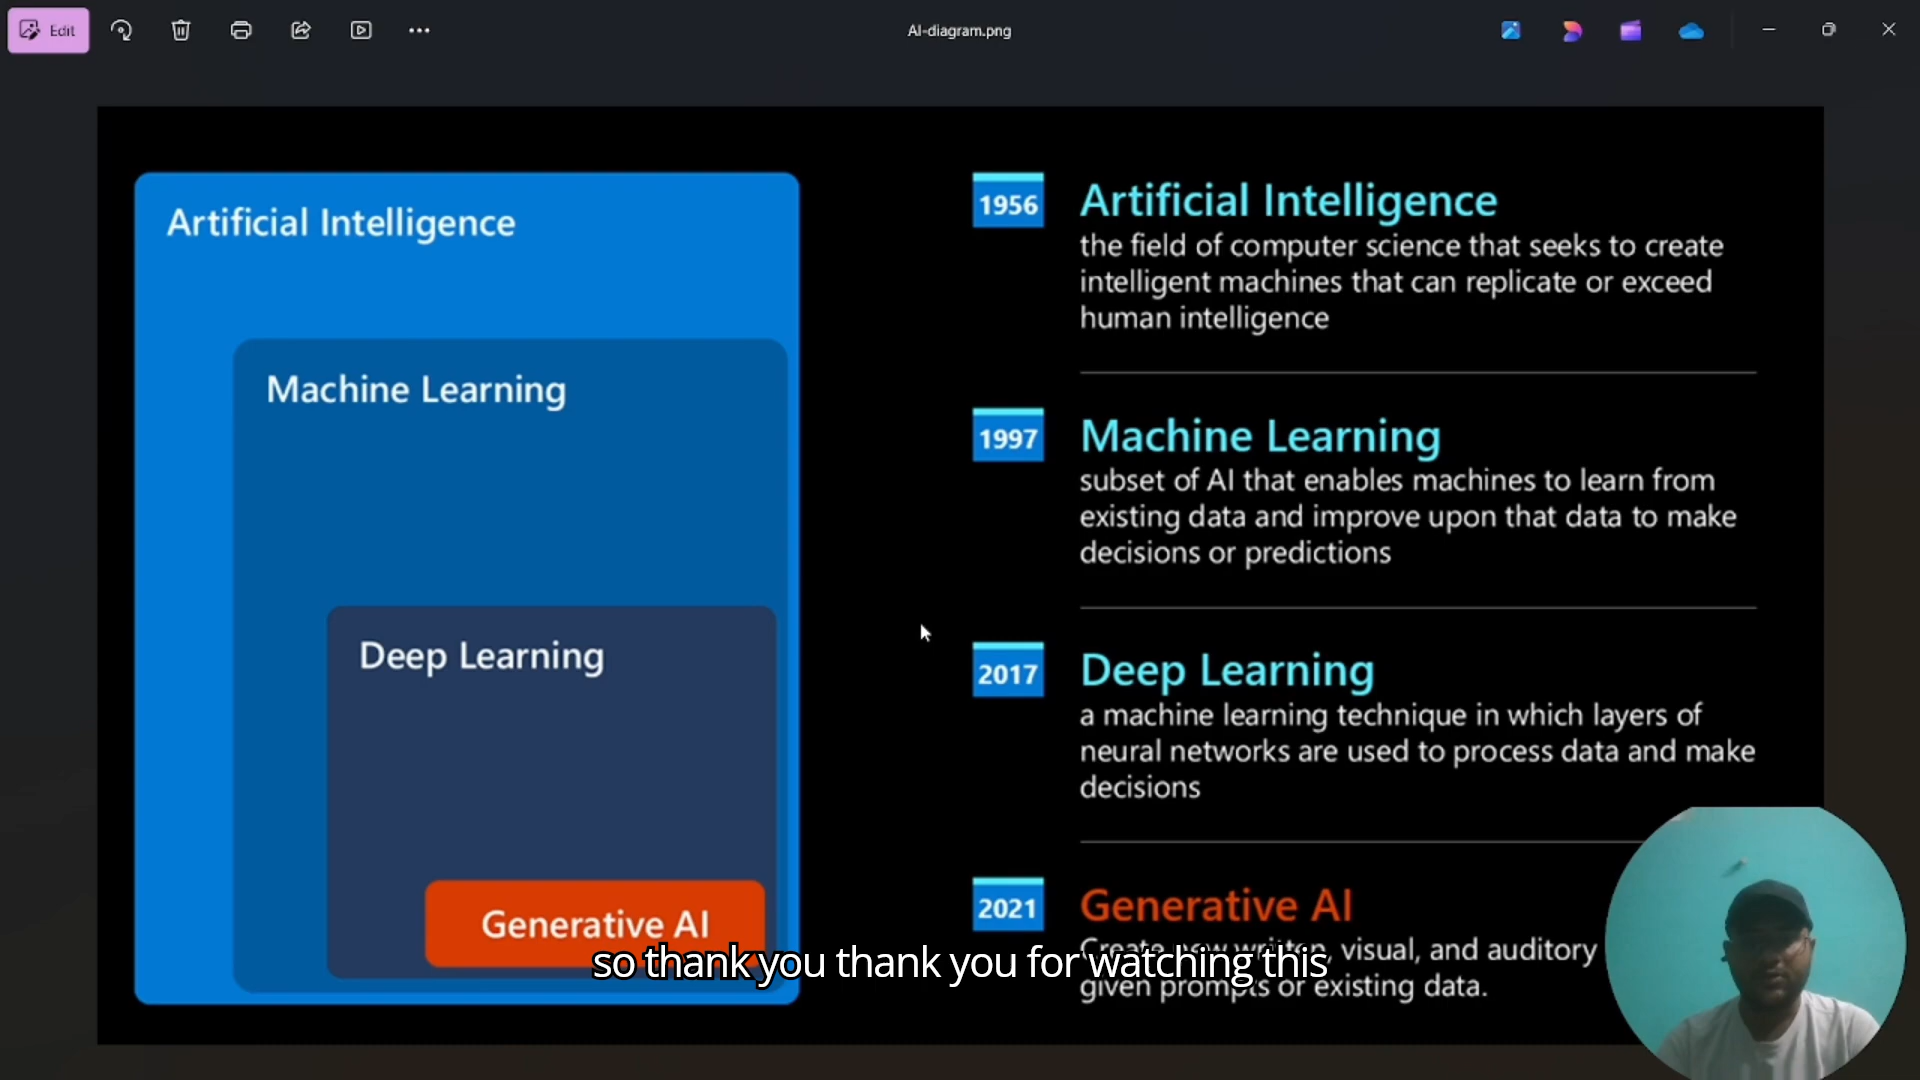 Edit
AI-diagram.png
Artificial Intelligence
Machine Learning
Deep Learning
Generative AI
1956
Artificial Intelligence
the field of computer science that seeks to create
intelligent machines that can replicate or exceed
human intelligence
1997
Machine Learning
subset of AI that enables machines to learn from
existing data and improve upon that data to make
decisions or predictions
2017
Deep Learning
a machine learning technique in which layers of
neural networks are used to process data and make
decisions
2021
Generative AI
Create new written, visual, and auditory
given prompts or existing data.
so thank you thank you for watching this